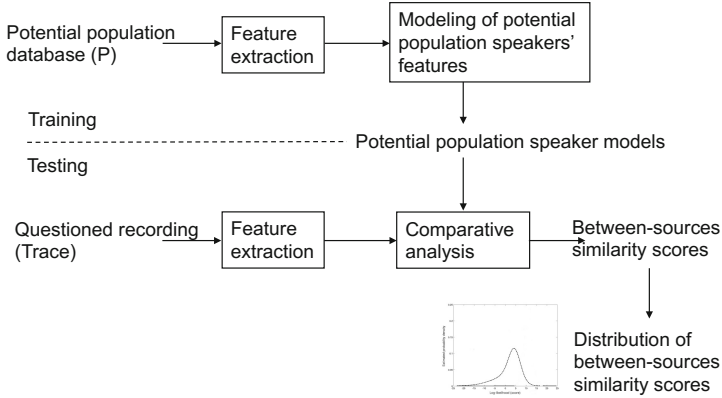 Potential population
database (P)
Feature
extraction
Modeling of potential
population speakers'
features
Training
Potential population speaker models
Testing
Questioned recording
(Trace)
Feature
extraction
Comparative
analysis
Between-sources
similarity scores
Distribution of
between-sources
similarity scores